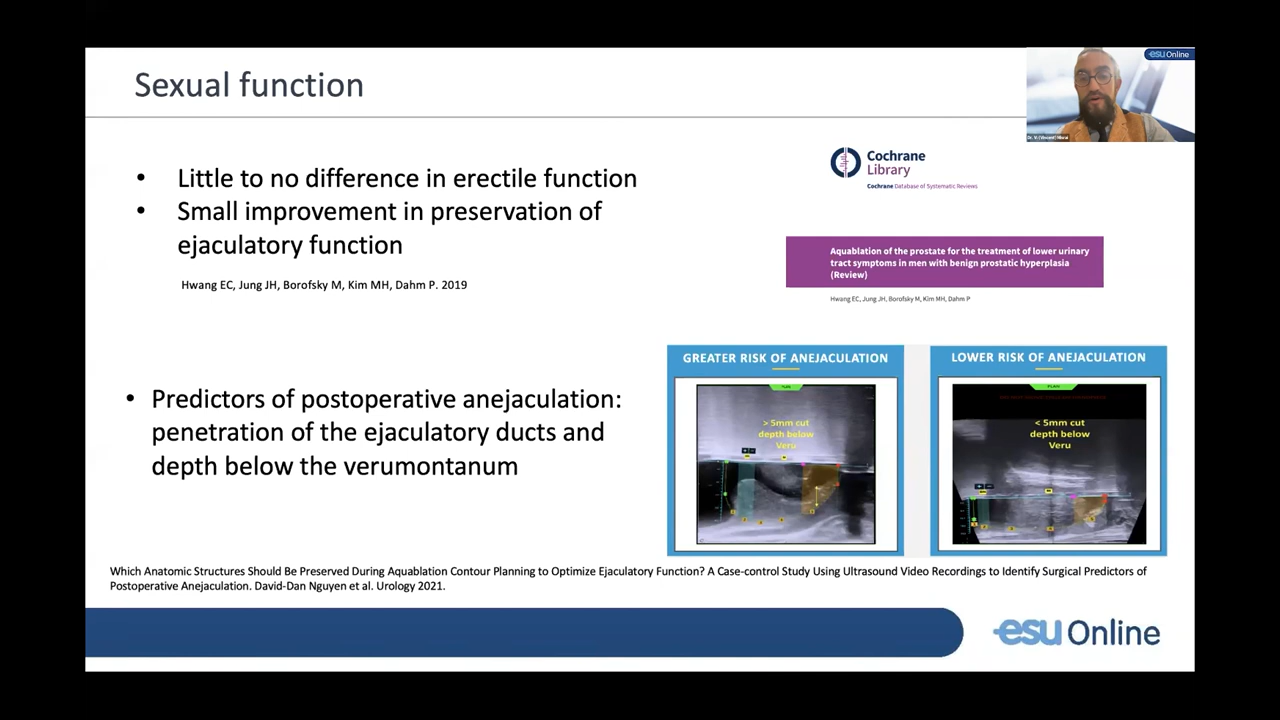 Sexual function
esu Online
• Little to no difference in erectile function
• Small improvement in preservation of
ejaculatory function
Hwang EC, Jung JH, Borofsky M, Kim MH, Dahm P. 2019
Cochrane
Library
Cochrane Database of Systematic Reviews
Aquablation of the prostate for the treatment of lower urinary
tract symptoms in men with benign prostatic hyperplasia
(Review)
Hwang EC, Jung JH, Borofsky M, Kim MH, Dahm P
• Predictors of postoperative anejaculation:
penetration of the ejaculatory ducts and
depth below the verumontanum
GREATER RISK OF ANEJACULATION
> 5mm cut
depth below
Veru
LOWER RISK OF ANEJACULATION
< 5mm cut
depth below
Veru
Which Anatomic Structures Should Be Preserved During Aquablation Contour Planning to Optimize Ejaculatory Function? A Case-control Study Using Ultrasound Video Recordings to Identify Surgical Predictors of
Postoperative Anejaculation. David-Dan Nguyen et al. Urology 2021.
esu Online